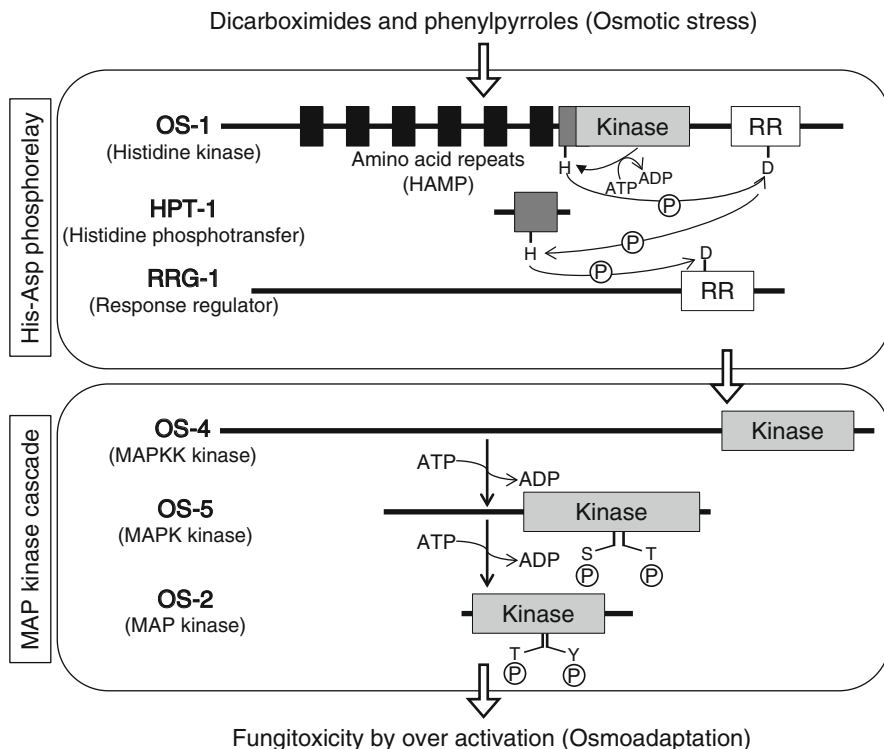 Dicarboximides and phenylpyrroles (Osmotic stress)
His-Asp phosphorelay
OS-1
(Histidine kinase)
Kinase
RR
Amino acid repeats
(HAMP)
H
ATP
ADP
D
P
HPT-1
(Histidine phosphotransfer)
P
H
D
P
RRG-1
(Response regulator)
RR
MAP kinase cascade
OS-4
(MAPKK kinase)
Kinase
ATP
ADP
OS-5
(MAPK kinase)
Kinase
ATP
ADP
S T
P P
OS-2
(MAP kinase)
Kinase
T Y
P P
Fungitoxicity by over activation (Osmoadaptation)